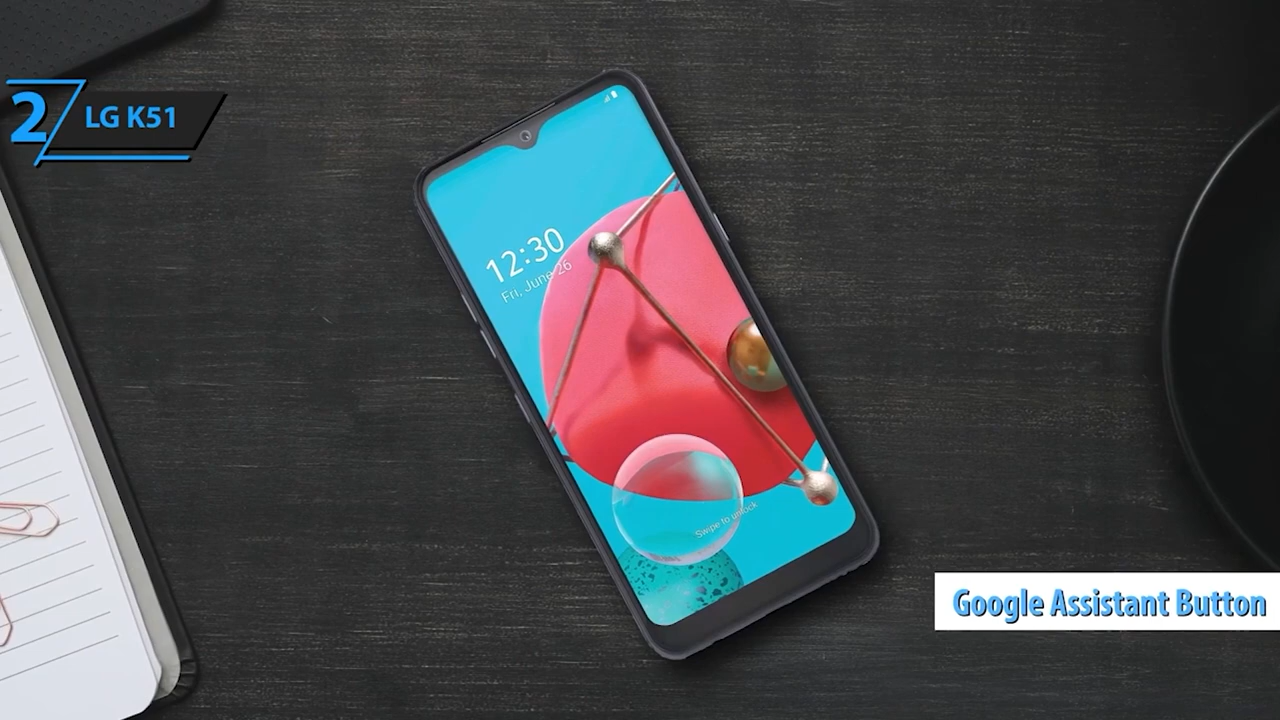 2
LG K51
12:30
Fri, June 26
Swipe to unlock
Google Assistant Button